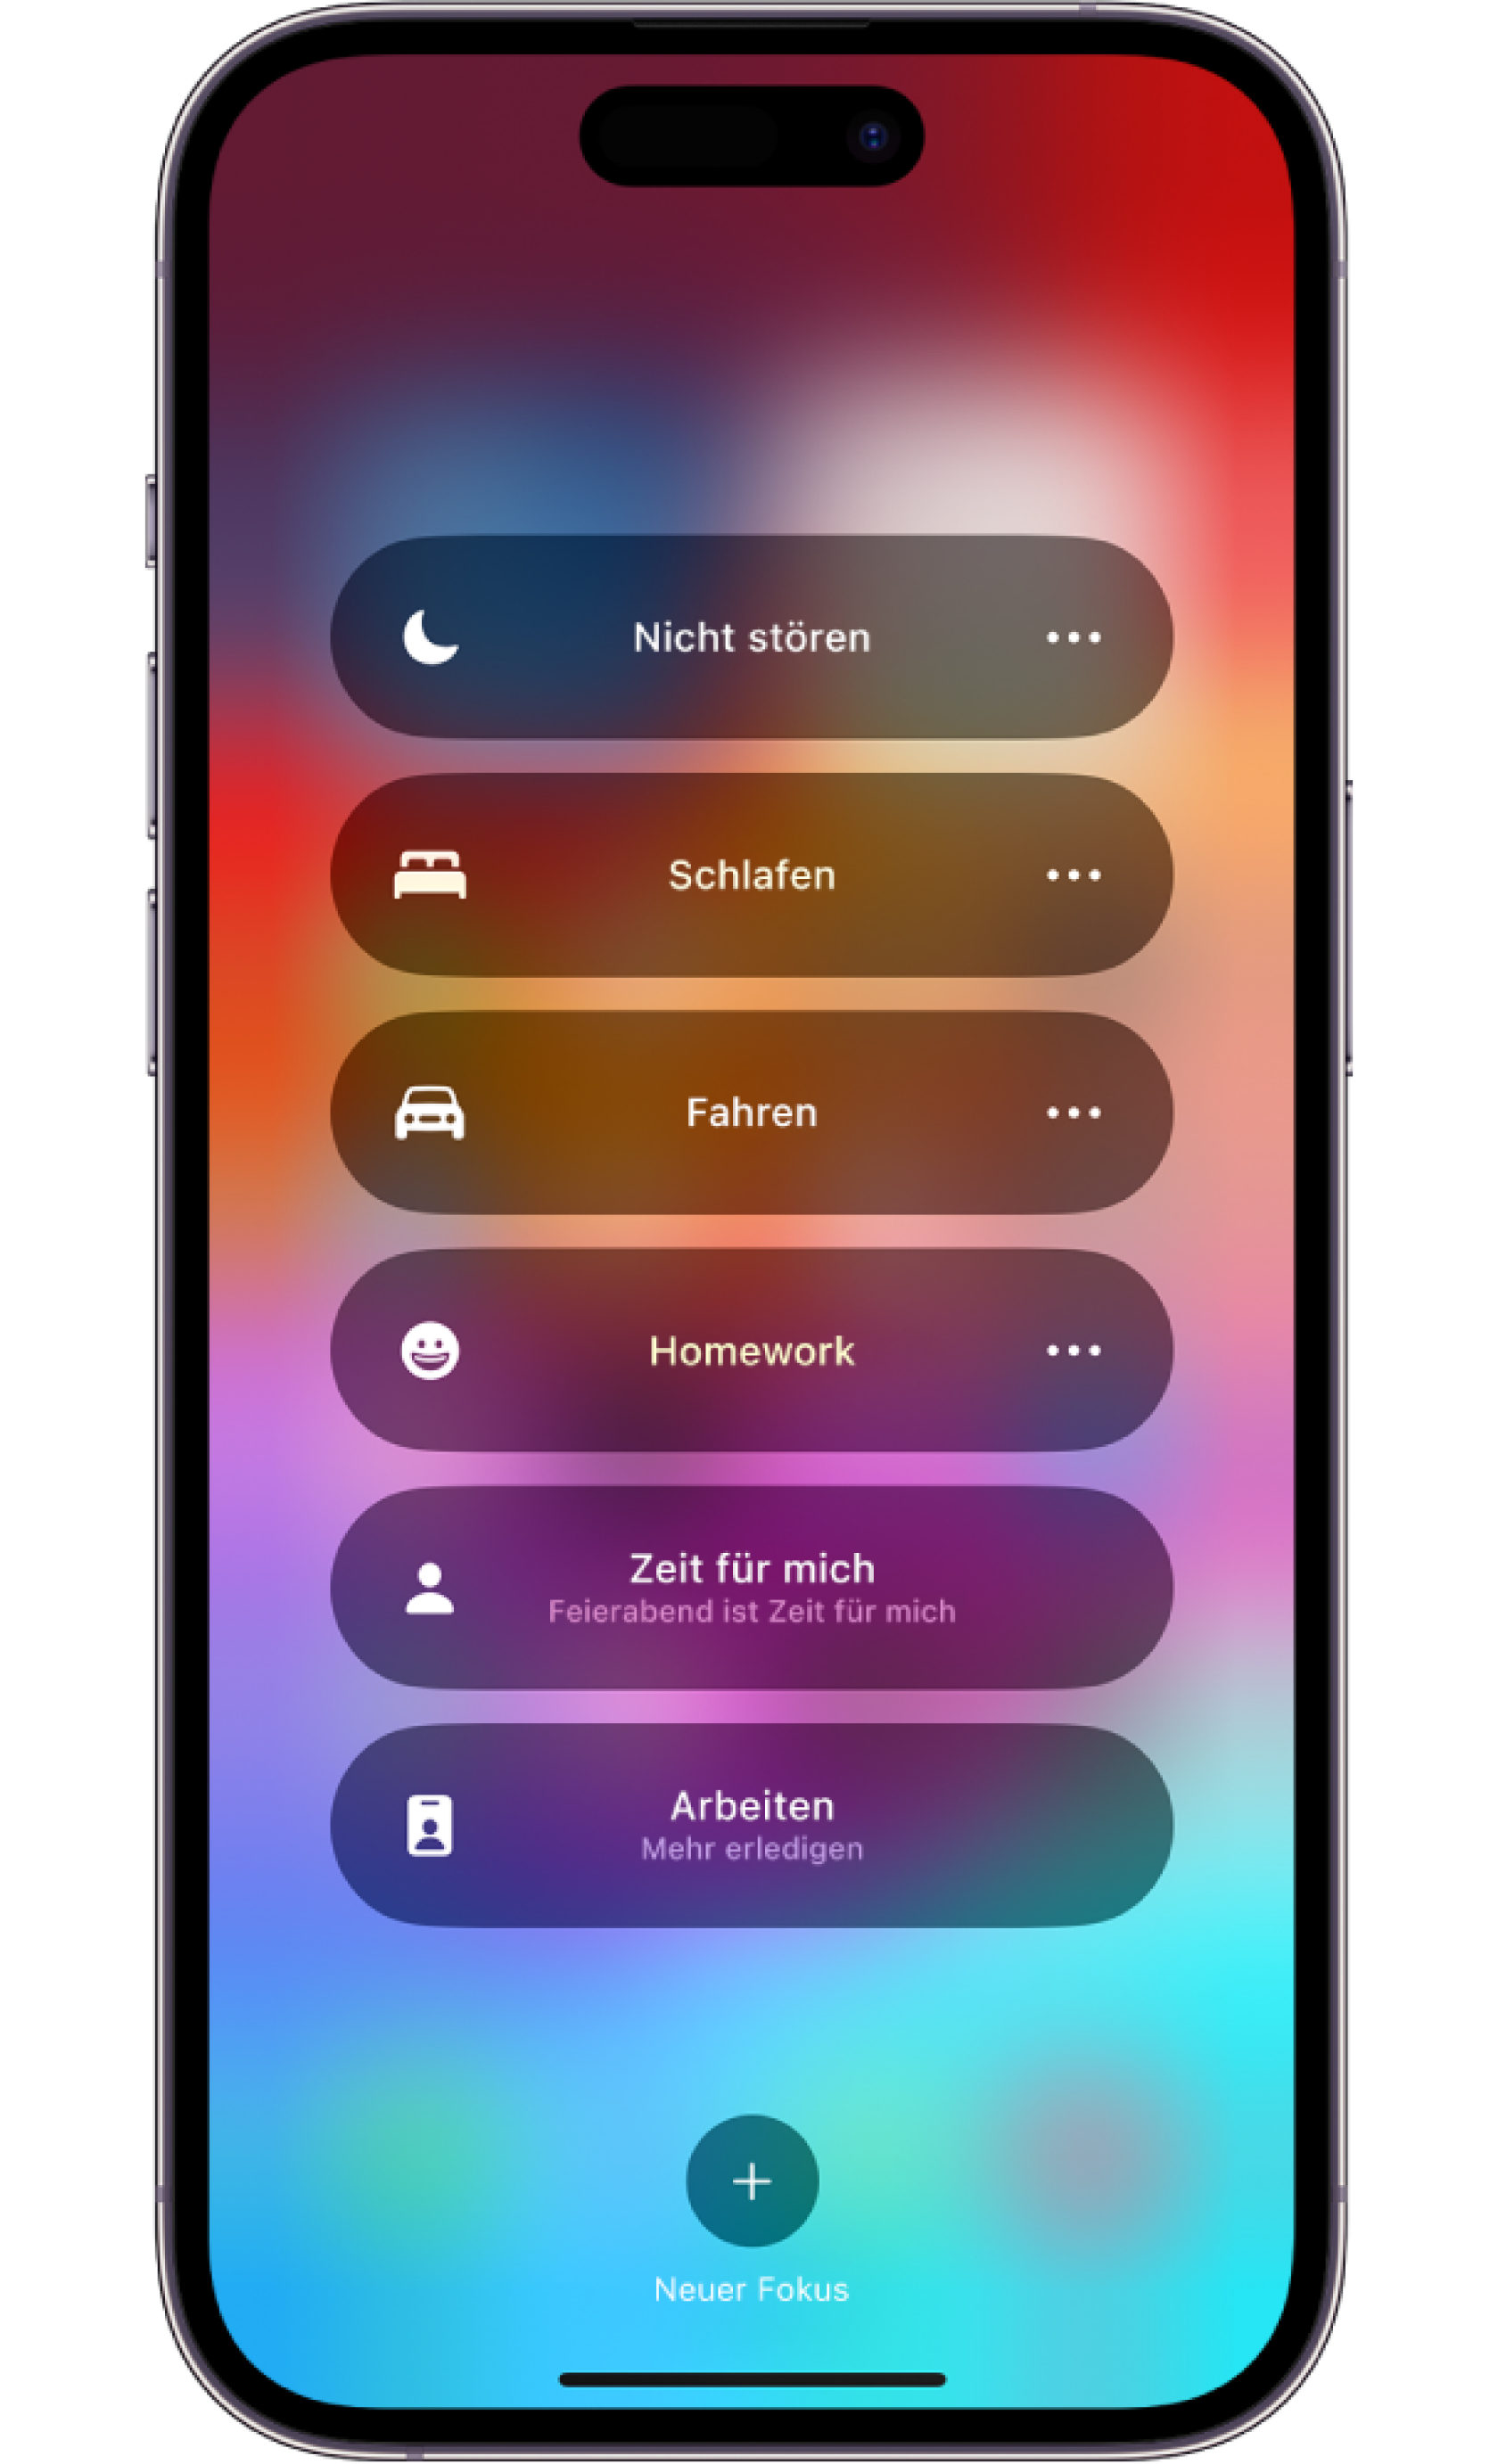 Nicht stören
Schlafen
Fahren
Homework
Zeit für mich
Feierabend ist Zeit für mich
Arbeiten
Mehr erledigen
Neuer Fokus